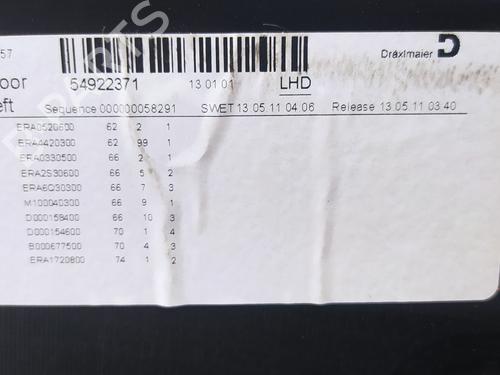 57
Dräxlmaier
oor 54922371 13 01 01 LHD
eft Sequence 000000058291 SWET 13.05.11 04.06 Release 13.05.11 03.40
ERA0520600 62 2 1
ERA4420300 62 99 1
ERA0330500 66 2 1
ERA2S30600 66 5 2
ERA6Q30300 66 7 3
M100040300 66 9 1
D000158400 66 10 3
D000154600 70 1 4
B000677500 70 4 3
ERA1720800 74 1 2